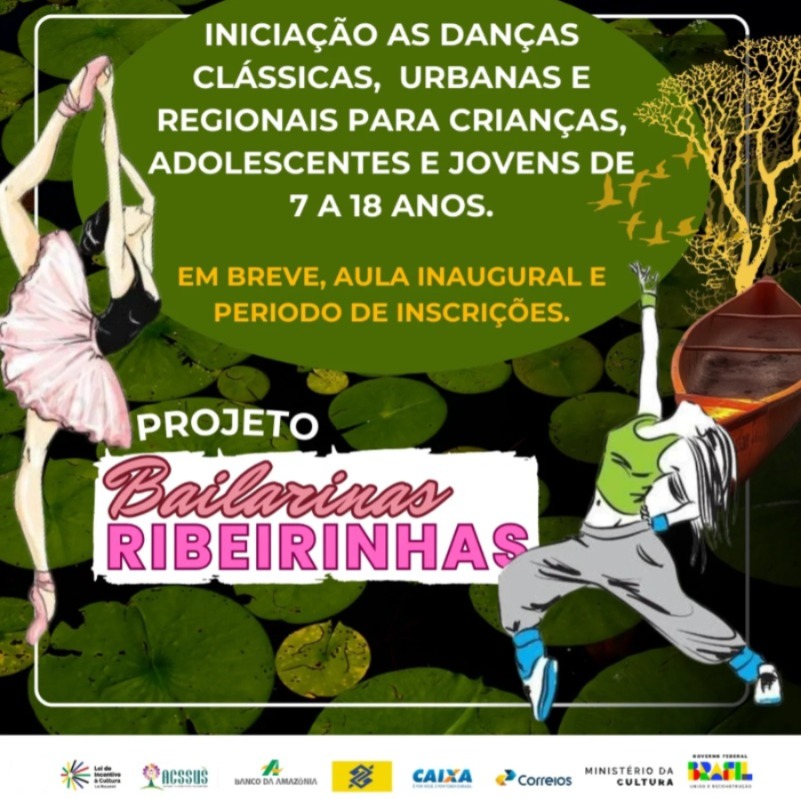 INICIAÇÃO AS DANÇAS
CLÁSSICAS, URBANAS E
REGIONAIS PARA CRIANÇAS,
ADOLESCENTES E JOVENS DE
7 A 18 ANOS.
EM BREVE, AULA INAUGURAL E
PERIODO DE INSCRIÇÕES.
PROJETO
Bailarinas
RIBEIRINHAS
Lei de
Incentivo
à Cultura
Lei Rouanet
ACSSUS
BANCO DA AMAZÔNIA
CAIXA
Correios
MINISTÉRIO DA
CULTURA
GOVERNO FEDERAL
BRASIL
UNIÃO E RECONSTRUÇÃO